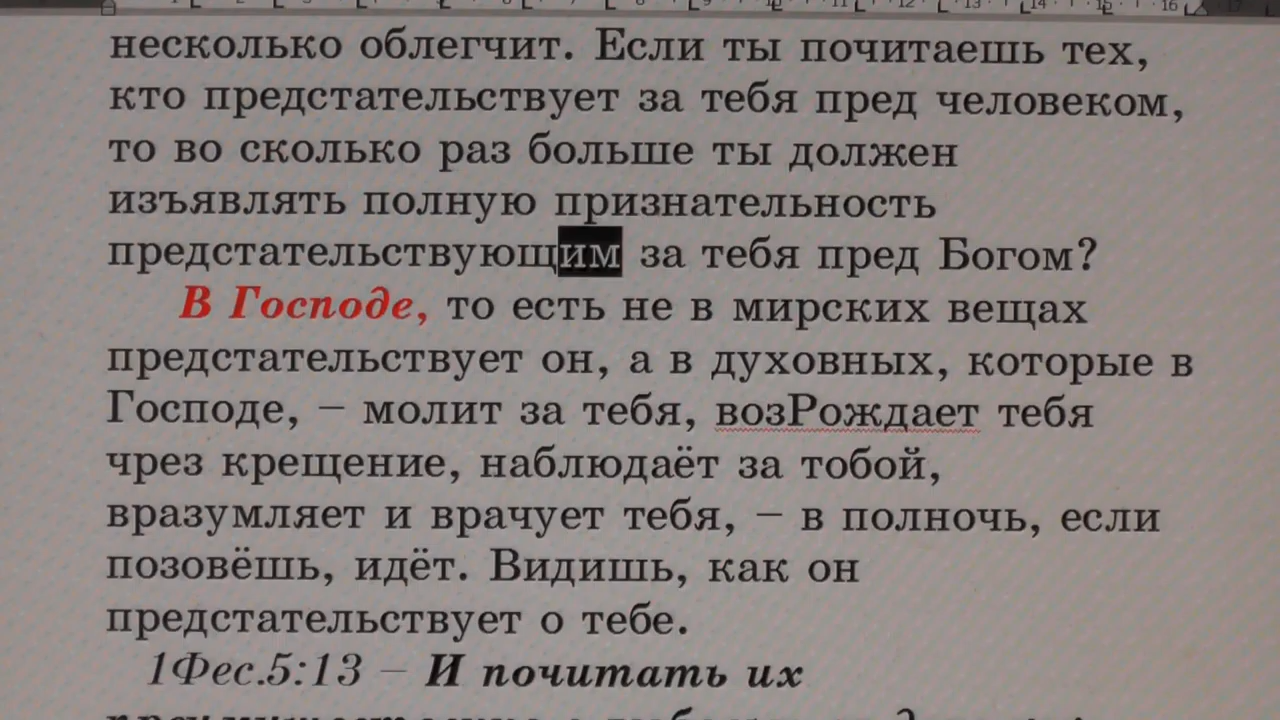 несколько облегчит. Если ты почитаешь тех,
кто предстательствует за тебя пред человеком,
то во сколько раз больше ты должен
изъявлять полную признательность
предстательствующим за тебя пред Богом?
В Господе, то есть не в мирских вещах
предстательствует он, а в духовных, которые в
Господе, – молит за тебя, возРождает тебя
чрез крещение, наблюдаёт за тобой,
вразумляет и врачует тебя, – в полночь, если
позовёшь, идёт. Видишь, как он
предстательствует о тебе.
1Фес.5:13 – И почитать их